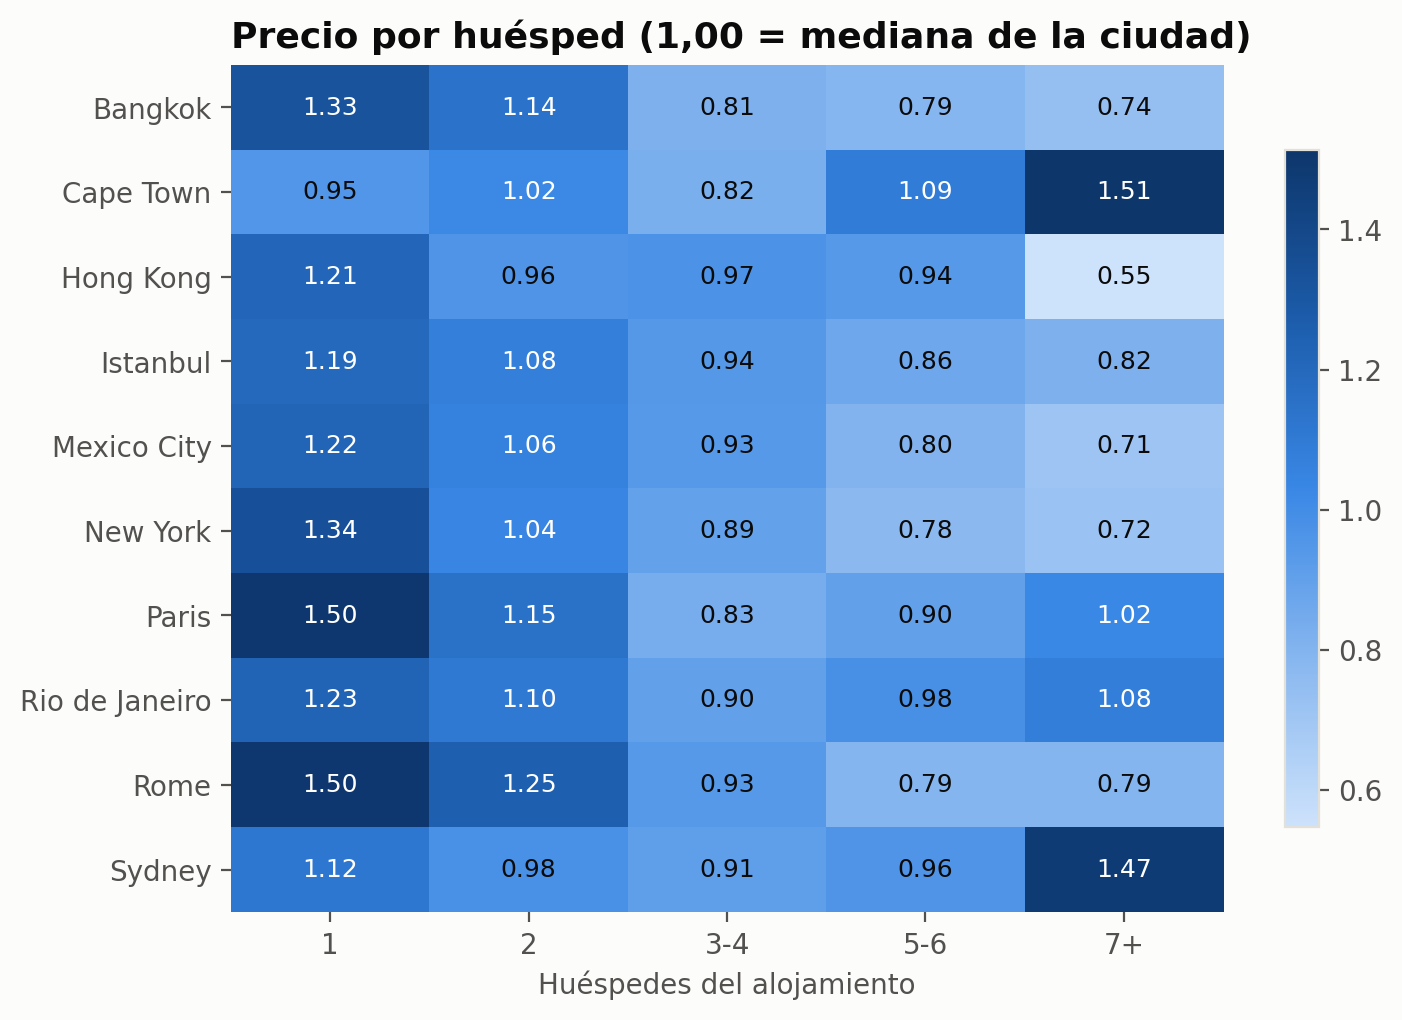 Precio por huésped (1,00 = mediana de la ciudad)
Bangkok 1.33 1.14 0.81 0.79 0.74
Cape Town 0.95 1.02 0.82 1.09 1.51
Hong Kong 1.21 0.96 0.97 0.94 0.55
Istanbul 1.19 1.08 0.94 0.86 0.82
Mexico City 1.22 1.06 0.93 0.80 0.71
New York 1.34 1.04 0.89 0.78 0.72
Paris 1.50 1.15 0.83 0.90 1.02
Rio de Janeiro 1.23 1.10 0.90 0.98 1.08
Rome 1.50 1.25 0.93 0.79 0.79
Sydney 1.12 0.98 0.91 0.96 1.47
1 2 3-4 5-6 7+
Huéspedes del alojamiento
1.4
1.2
1.0
0.8
0.6